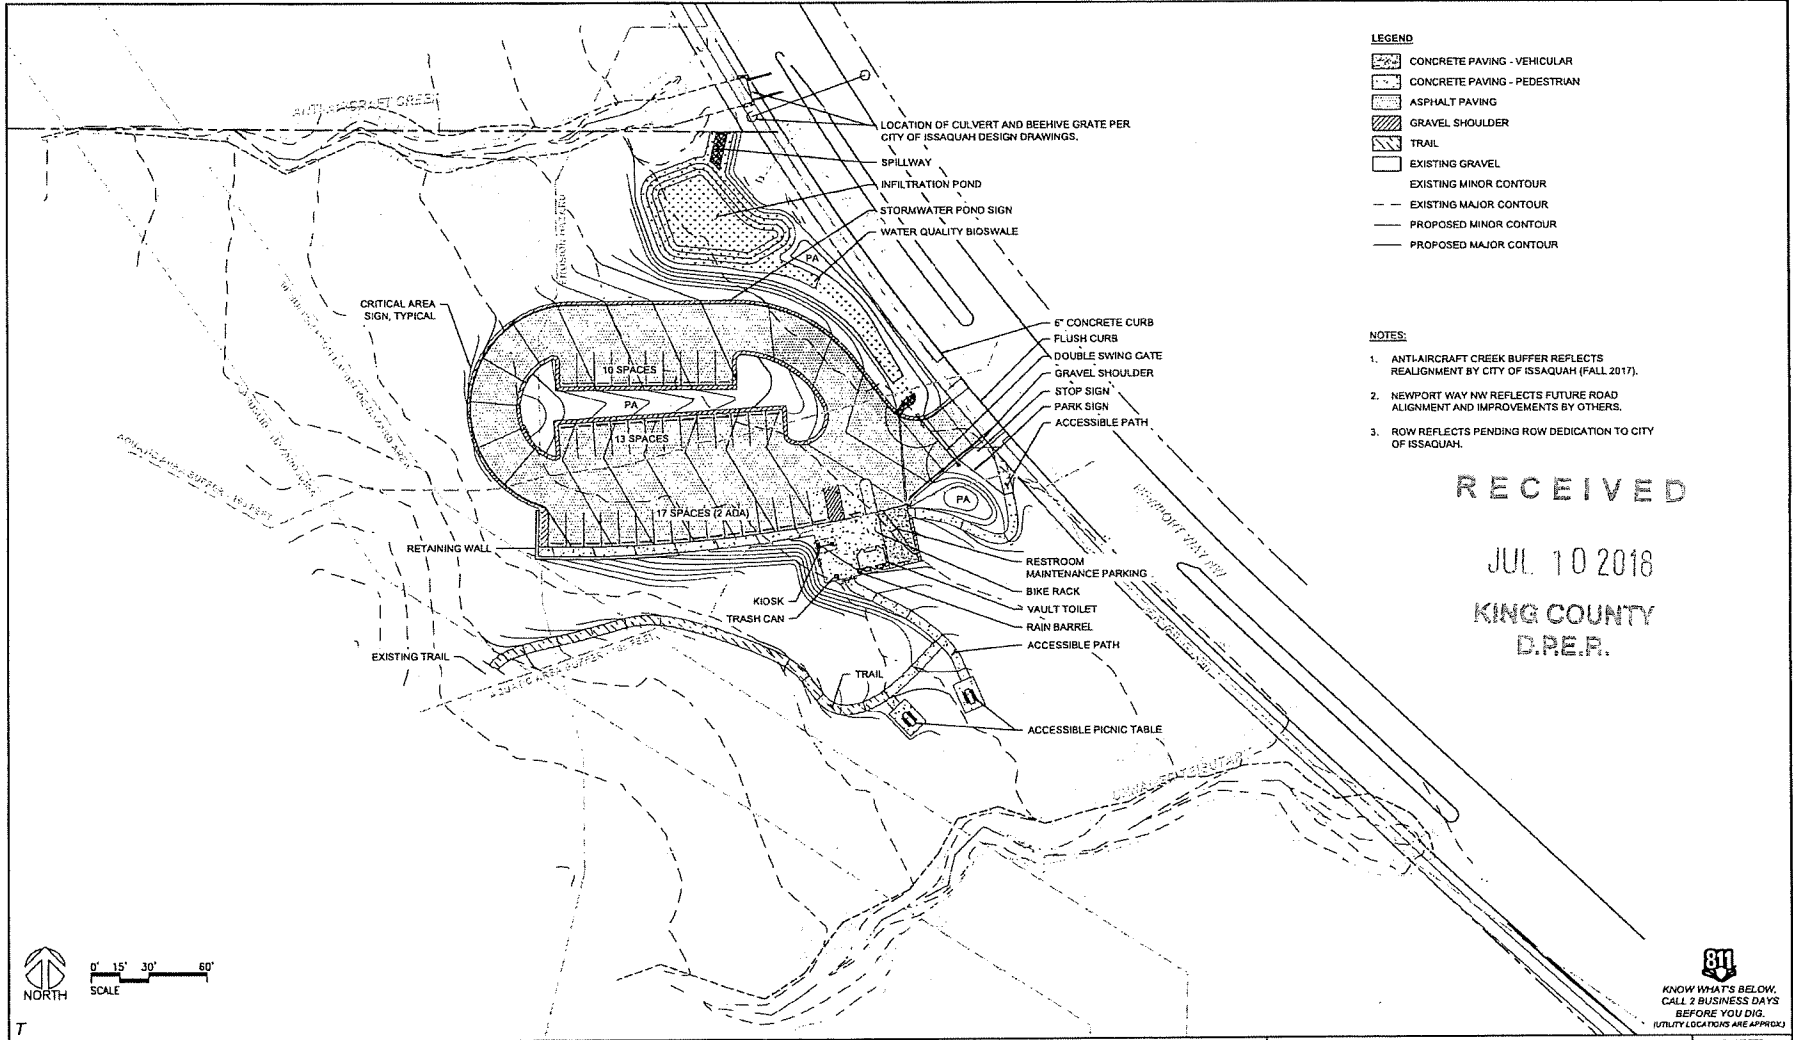 LEGEND
CONCRETE PAVING - VEHICULAR
CONCRETE PAVING - PEDESTRIAN
ASPHALT PAVING
GRAVEL SHOULDER
TRAIL
EXISTING GRAVEL
EXISTING MINOR CONTOUR
EXISTING MAJOR CONTOUR
PROPOSED MINOR CONTOUR
PROPOSED MAJOR CONTOUR
ANTI-AIRCRAFT CREEK
LOCATION OF CULVERT AND BEEHIVE GRATE PER
CITY OF ISSAQUAH DESIGN DRAWINGS.
SPILLWAY
INFILTRATION POND
STORMWATER POND SIGN
WATER QUALITY BIOSWALE
PA
EROSION HAZARD
CRITICAL AREA
SIGN, TYPICAL
10 SPACES
PA
13 SPACES
17 SPACES (2 ADA)
6" CONCRETE CURB
FLUSH CURB
DOUBLE SWING GATE
GRAVEL SHOULDER
STOP SIGN
PARK SIGN
ACCESSIBLE PATH
PA
NOTES:
1. ANTI-AIRCRAFT CREEK BUFFER REFLECTS
REALIGNMENT BY CITY OF ISSAQUAH (FALL 2017).
2. NEWPORT WAY NW REFLECTS FUTURE ROAD
ALIGNMENT AND IMPROVEMENTS BY OTHERS.
3. ROW REFLECTS PENDING ROW DEDICATION TO CITY
OF ISSAQUAH.
RECEIVED
JUL 10 2018
KING COUNTY
D.P.E.R.
NEWPORT WAY NW
RETAINING WALL
KIOSK
TRASH CAN
EXISTING TRAIL
TRAIL
RESTROOM
MAINTENANCE PARKING
BIKE RACK
VAULT TOILET
RAIN BARREL
ACCESSIBLE PATH
ACCESSIBLE PICNIC TABLE
NORTH
0' 15' 30' 60'
SCALE
T
811
KNOW WHAT'S BELOW.
CALL 2 BUSINESS DAYS
BEFORE YOU DIG.
(UTILITY LOCATIONS ARE APPROX.)